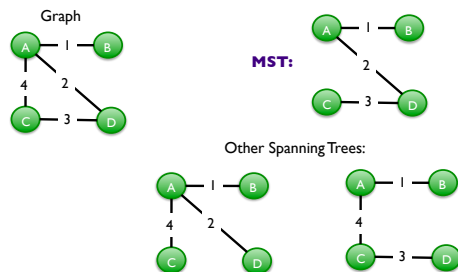 Graph
A 1 B
2
4
C 3 D
MST:
A 1 B
2
C 3 D
Other Spanning Trees:
A 1 B
2
4
C D
A 1 B
4
C 3 D